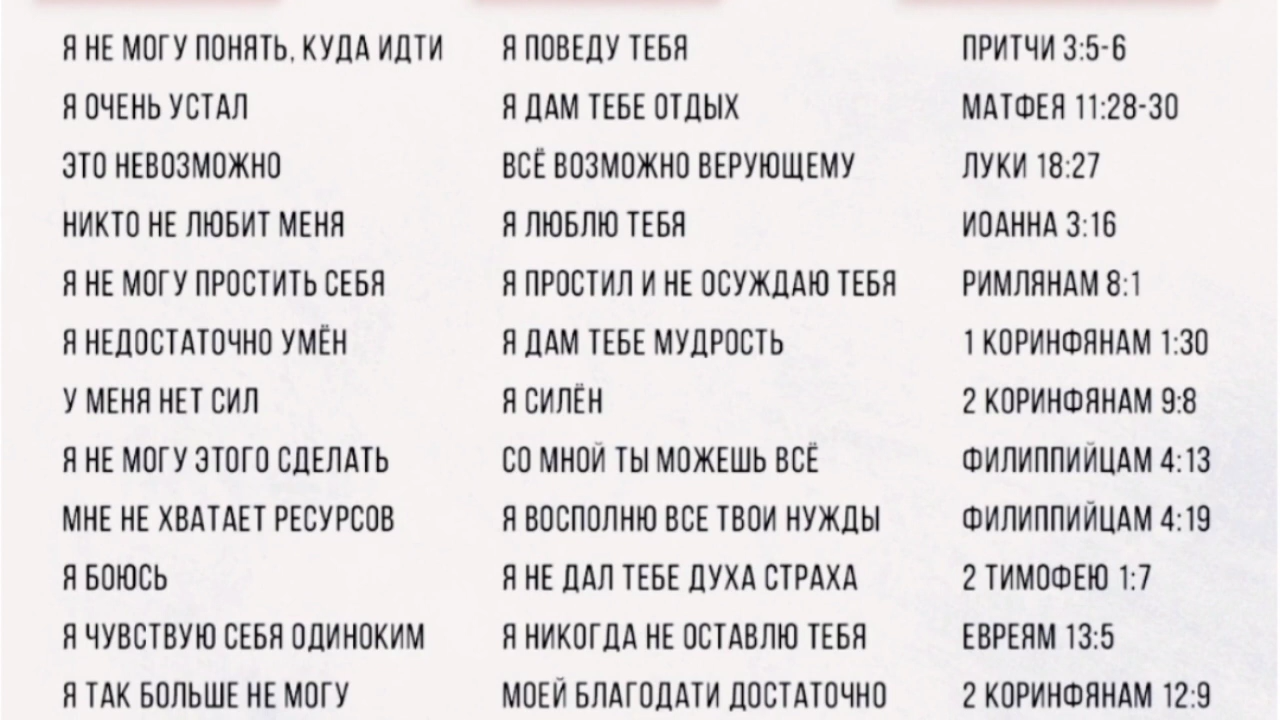 Я НЕ МОГУ ПОНЯТЬ, КУДА ИДТИ Я ПОВЕДУ ТЕБЯ ПРИТЧИ 3:5-6
Я ОЧЕНЬ УСТАЛ Я ДАМ ТЕБЕ ОТДЫХ МАТФЕЯ 11:28-30
ЭТО НЕВОЗМОЖНО ВСЁ ВОЗМОЖНО ВЕРУЮЩЕМУ ЛУКИ 18:27
НИКТО НЕ ЛЮБИТ МЕНЯ Я ЛЮБЛЮ ТЕБЯ ИОАННА 3:16
Я НЕ МОГУ ПРОСТИТЬ СЕБЯ Я ПРОСТИЛ И НЕ ОСУЖДАЮ ТЕБЯ РИМЛЯНАМ 8:1
Я НЕДОСТАТОЧНО УМЁН Я ДАМ ТЕБЕ МУДРОСТЬ 1 КОРИНФЯНАМ 1:30
У МЕНЯ НЕТ СИЛ Я СИЛЁН 2 КОРИНФЯНАМ 9:8
Я НЕ МОГУ ЭТОГО СДЕЛАТЬ СО МНОЙ ТЫ МОЖЕШЬ ВСЁ ФИЛИППИЙЦАМ 4:13
МНЕ НЕ ХВАТАЕТ РЕСУРСОВ Я ВОСПОЛНЮ ВСЕ ТВОИ НУЖДЫ ФИЛИППИЙЦАМ 4:19
Я БОЮСЬ Я НЕ ДАЛ ТЕБЕ ДУХА СТРАХА 2 ТИМОФЕЮ 1:7
Я ЧУВСТВУЮ СЕБЯ ОДИНОКИМ Я НИКОГДА НЕ ОСТАВЛЮ ТЕБЯ ЕВРЕЯМ 13:5
Я ТАК БОЛЬШЕ НЕ МОГУ МОЕЙ БЛАГОДАТИ ДОСТАТОЧНО 2 КОРИНФЯНАМ 12:9